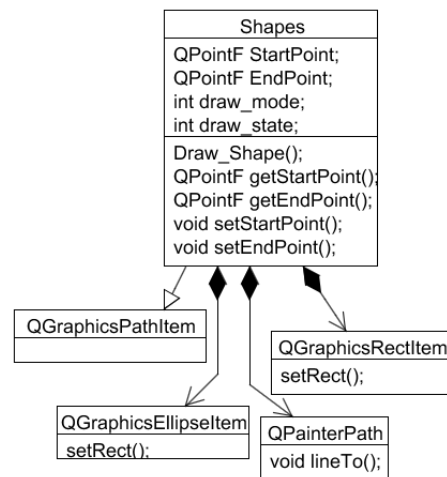 Shapes
QPointF StartPoint;
QPointF EndPoint;
int draw_mode;
int draw_state;
Draw_Shape();
QPointF getStartPoint();
QPointF getEndPoint();
void setStartPoint();
void setEndPoint();
QGraphicsPathItem
QGraphicsRectItem
setRect();
QGraphicsEllipseItem
setRect();
QPainterPath
void lineTo();